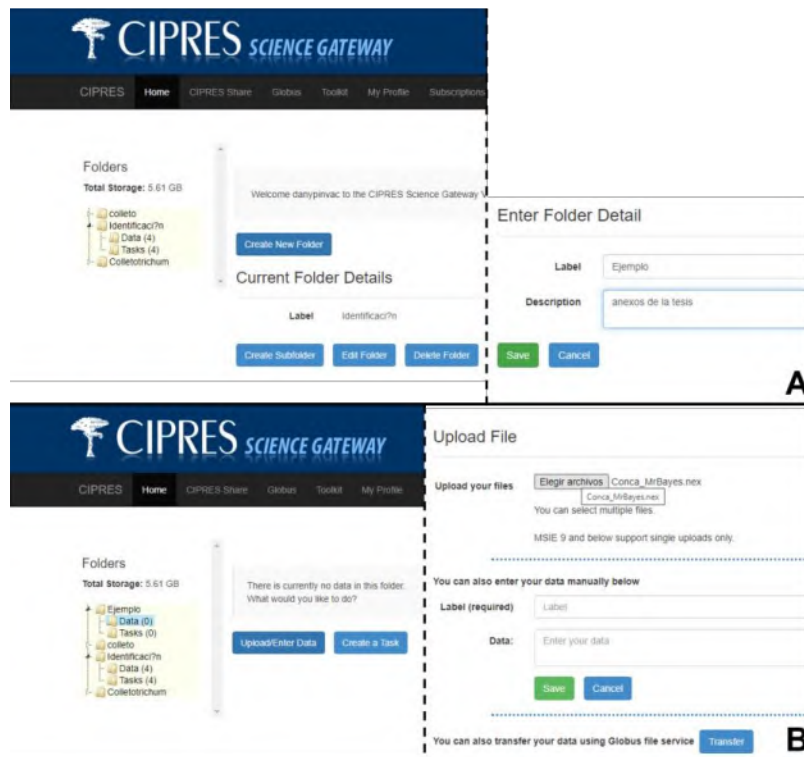 CIPRES SCIENCE GATEWAY
CIPRES Home CIPRES Share Globus Toolkit My Profile Subscriptions
Folders
Total Storage: 5.61 GB
colleto
Identificaci?n
Data (4)
Tasks (4)
Colletotrichum
Welcome danypinvac to the CIPRES Science Gateway
Create New Folder
Current Folder Details
Label Identificaci?n
Create Subfolder Edit Folder Delete Folder
Enter Folder Detail
Label Ejemplo
Description anexos de la tesis
Save Cancel
A
CIPRES SCIENCE GATEWAY
CIPRES Home CIPRES Share Globus Toolkit My Profile
Folders
Total Storage: 5.61 GB
Ejemplo
Data (0)
Tasks (0)
colleto
Identificaci?n
Data (4)
Tasks (4)
Colletotrichum
There is currently no data in this folder.
What would you like to do?
Upload/Enter Data Create a Task
Upload File
Upload your files Elegir archivos Conca_MrBayes.nex
Conca_MrBayes.nex
You can select multiple files.
MSIE 9 and below support single uploads only.
You can also enter your data manually below
Label (required) Label
Data: Enter your data
Save Cancel
You can also transfer your data using Globus file service Transfer
B